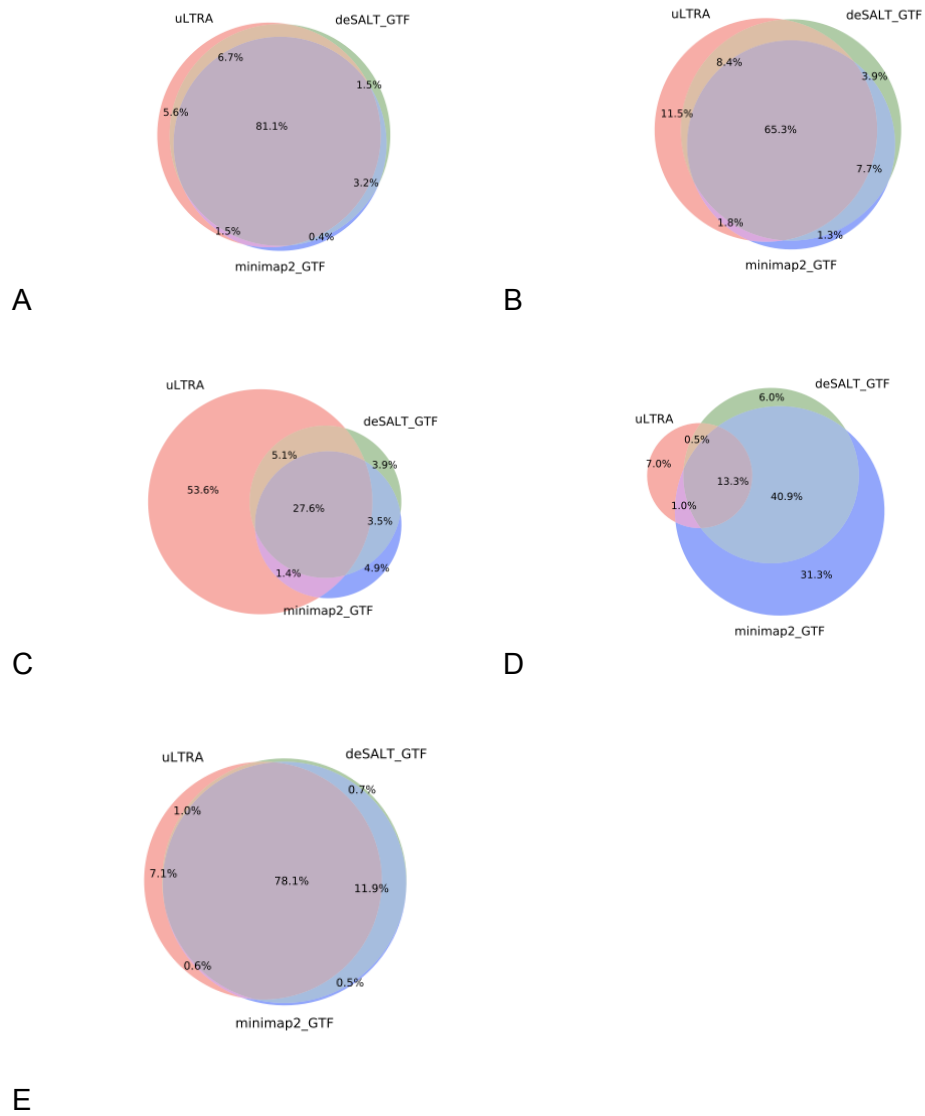 uLTRA
deSALT_GTF
6.7%
1.5%
5.6%
81.1%
3.2%
1.5%
0.4%
minimap2_GTF
A
uLTRA
deSALT_GTF
8.4%
3.9%
11.5%
65.3%
7.7%
1.8%
1.3%
minimap2_GTF
B
uLTRA
deSALT_GTF
5.1%
3.9%
53.6%
27.6%
3.5%
1.4%
4.9%
minimap2_GTF
C
deSALT_GTF
6.0%
uLTRA
0.5%
7.0%
13.3%
40.9%
1.0%
31.3%
minimap2_GTF
D
uLTRA
deSALT_GTF
0.7%
1.0%
7.1%
78.1%
11.9%
0.6%
0.5%
minimap2_GTF
E